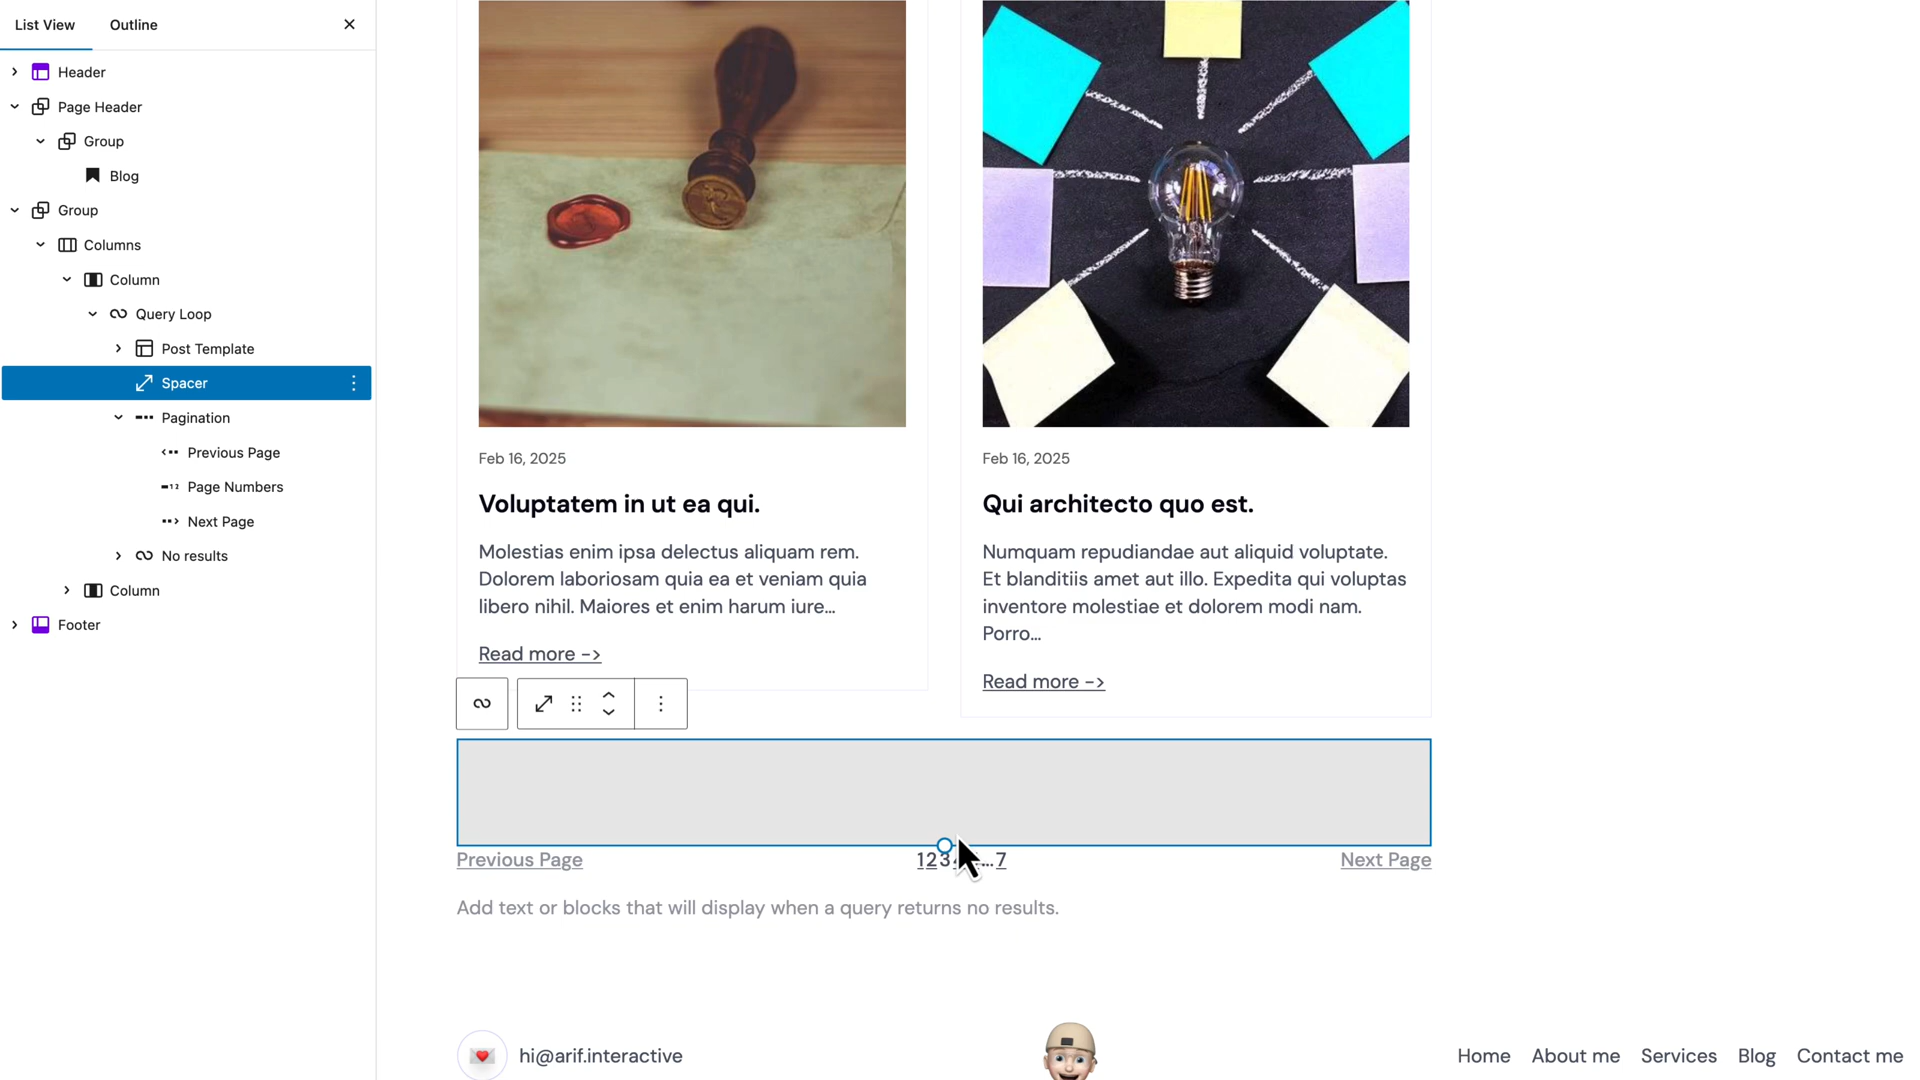 List View
Outline
Header
Page Header
Group
Blog
Group
Columns
Column
Query Loop
Post Template
Spacer
Pagination
Previous Page
Page Numbers
Next Page
No results
Column
Footer
Feb 16, 2025
Voluptatem in ut ea qui.
Molestias enim ipsa delectus aliquam rem.
Dolorem laboriosam quia ea et veniam quia
libero nihil. Maiores et enim harum iure...
Read more ->
Feb 16, 2025
Qui architecto quo est.
Numquam repudiandae aut aliquid voluptate.
Et blanditiis amet aut illo. Expedita qui voluptas
inventore molestiae et dolorem modi nam.
Porro...
Read more ->
Previous Page
123 ...7
Next Page
Add text or blocks that will display when a query returns no results.
hi@arif.interactive
Home About me Services Blog Contact me